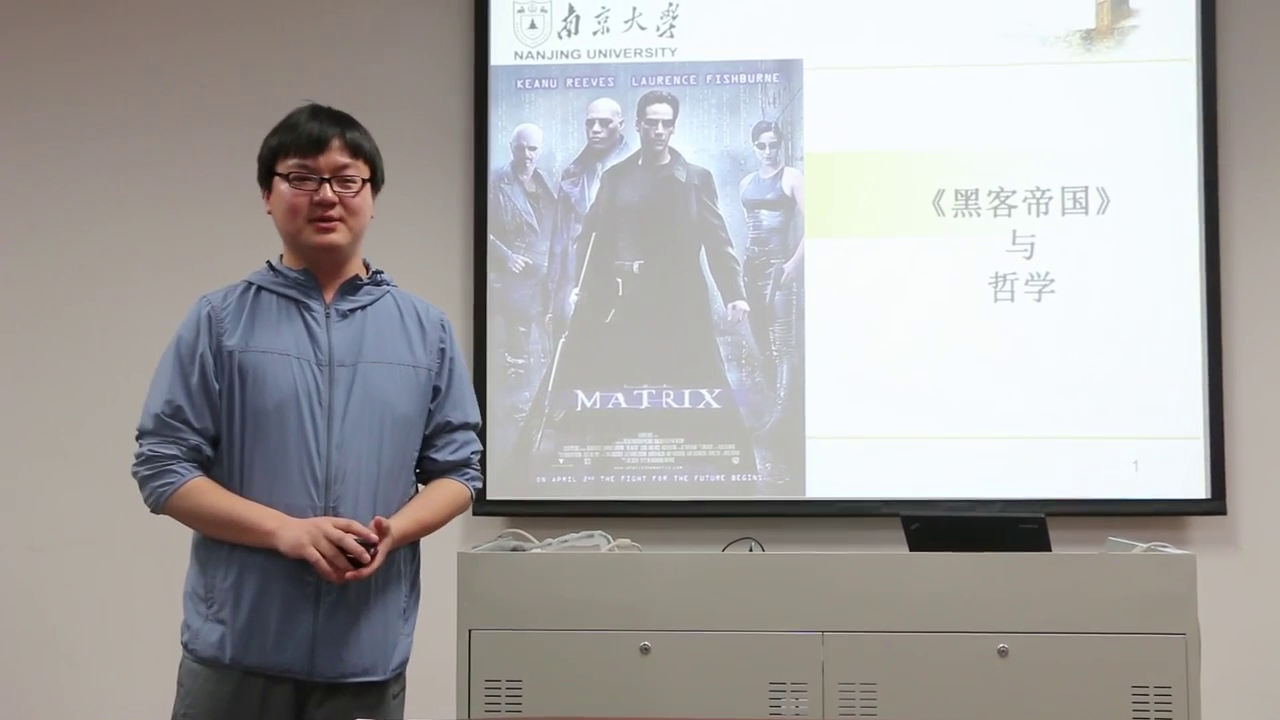 南京大学
NANJING UNIVERSITY
KEANU REEVES LAURENCE FISHBURNE
《黑客帝国》
与
哲学
MATRIX
ON APRIL 2ND THE FIGHT FOR THE FUTURE BEGINS
1